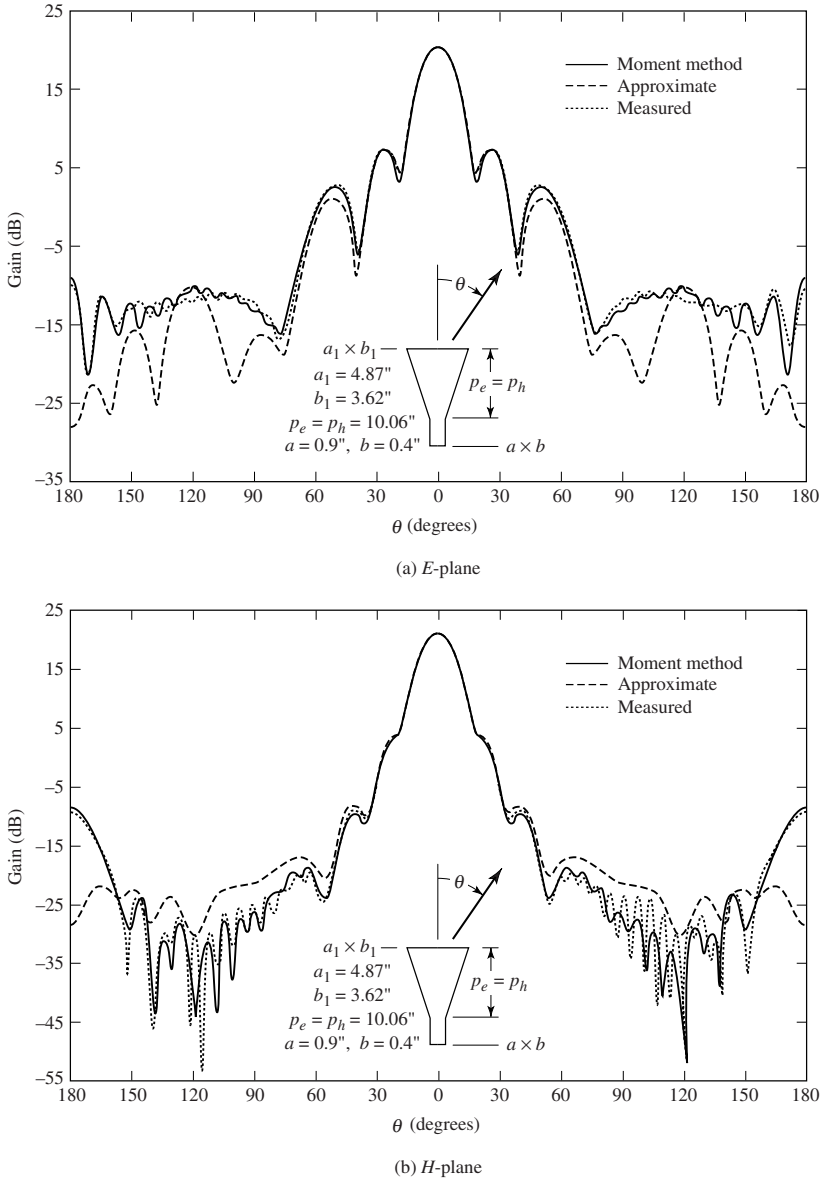 25
15
5
–5
–15
–25
–35
Gain (dB)
Moment method
Approximate
Measured
θ
a₁ × b₁
a₁ = 4.87"
b₁ = 3.62"
pₑ = pₕ = 10.06"
a = 0.9", b = 0.4"
pₑ = pₕ
a × b
180 150 120 90 60 30 0 30 60 90 120 150 180
θ (degrees)
(a) E-plane
25
15
5
–5
–15
–25
–35
–45
–55
Gain (dB)
Moment method
Approximate
Measured
θ
a₁ × b₁
a₁ = 4.87"
b₁ = 3.62"
pₑ = pₕ = 10.06"
a = 0.9", b = 0.4"
pₑ = pₕ
a × b
180 150 120 90 60 30 0 30 60 90 120 150 180
θ (degrees)
(b) H-plane